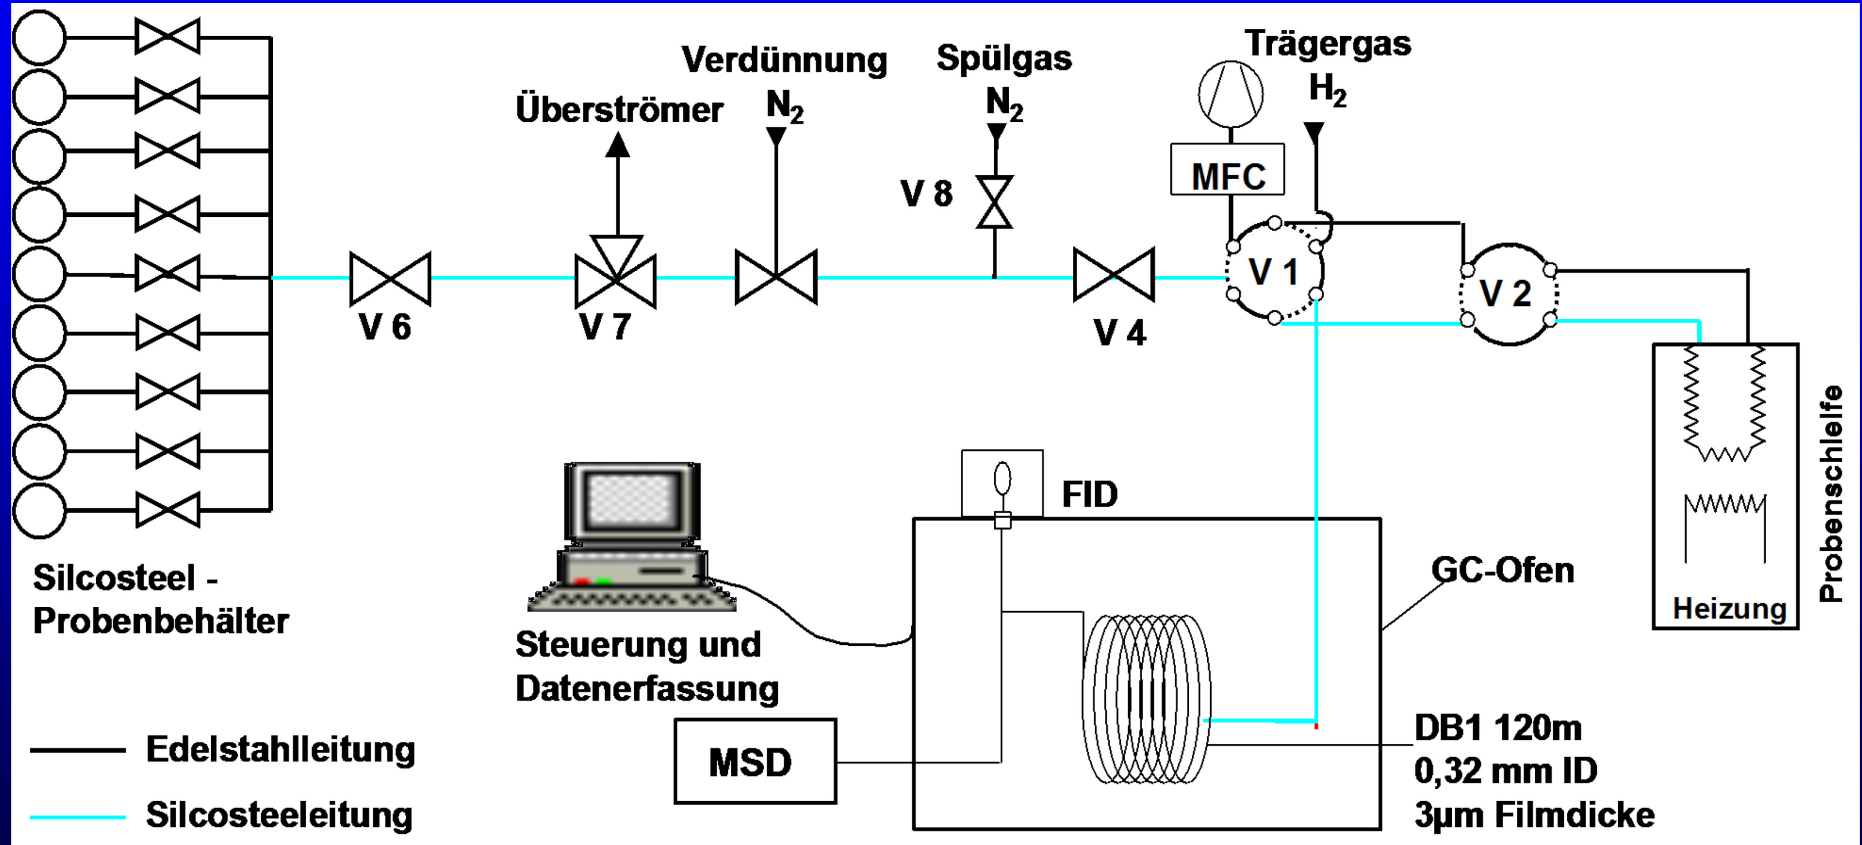 Trägergas
H2
Spülgas
N2
Verdünnung
N2
Überströmer
MFC
V 8
V 1
V 2
V 6
V 7
V 4
Probenschleife
FID
GC-Ofen
Heizung
Silcosteel -
Probenbehälter
Steuerung und
Datenerfassung
MSD
DB1 120m
0,32 mm ID
3µm Filmdicke
Edelstahlleitung
Silcosteeleitung